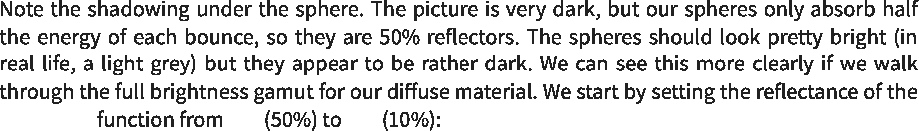 Note the shadowing under the sphere. The picture is very dark, but our spheres only absorb half
the energy of each bounce, so they are 50% reflectors. The spheres should look pretty bright (in
real life, a light grey) but they appear to be rather dark. We can see this more clearly if we walk
through the full brightness gamut for our diffuse material. We start by setting the reflectance of the
function from (50%) to (10%):